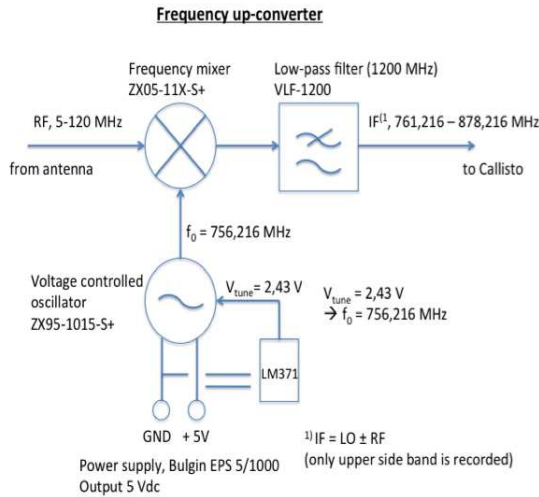 Frequency up-converter
Frequency mixer
ZX05-11X-S+
Low-pass filter (1200 MHz)
VLF-1200
RF, 5-120 MHz
from antenna
IF(1, 761,216 – 878,216 MHz
to Callisto
f0 = 756,216 MHz
Voltage controlled
oscillator
ZX95-1015-S+
Vtune= 2,43 V
Vtune = 2,43 V
→ f0 = 756,216 MHz
LM371
GND + 5V
1) IF = LO ± RF
(only upper side band is recorded)
Power supply, Bulgin EPS 5/1000
Output 5 Vdc